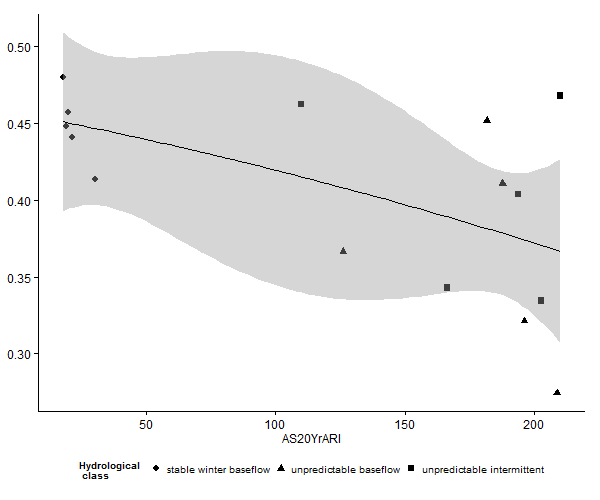 0.50
0.45
0.40
0.35
0.30
50 100 150 200
AS20YrARI
Hydrological
class
stable winter baseflow unpredictable baseflow unpredictable intermittent